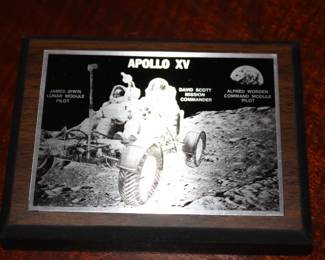 APOLLO XV
JAMES IRWIN
LUNAR MODULE
PILOT
DAVID SCOTT
MISSION
COMMANDER
ALFRED WORDEN
COMMAND MODULE
PILOT